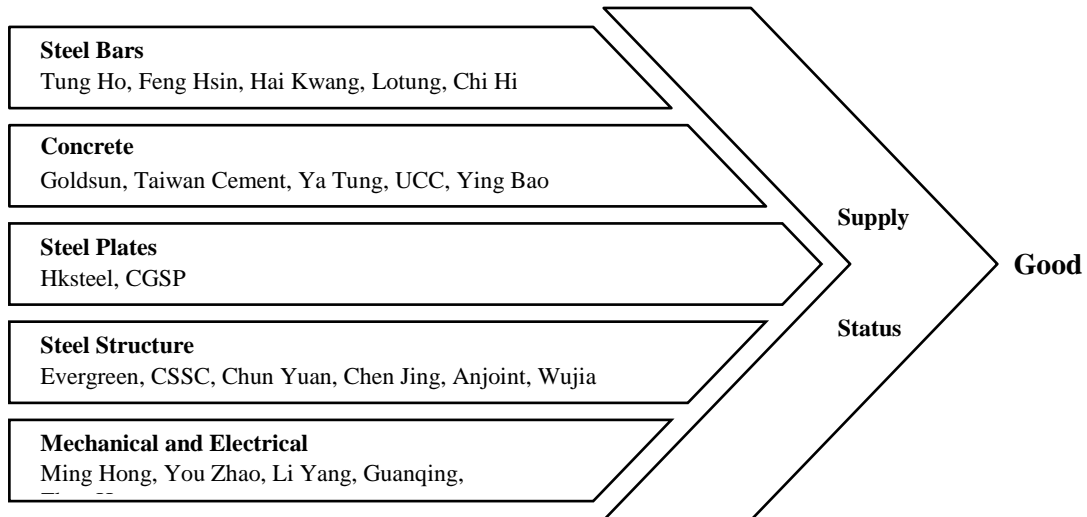 Steel Bars
Tung Ho, Feng Hsin, Hai Kwang, Lotung, Chi Hi
Concrete
Goldsun, Taiwan Cement, Ya Tung, UCC, Ying Bao
Supply
Steel Plates
Hksteel, CGSP
Good
Steel Structure
Evergreen, CSSC, Chun Yuan, Chen Jing, Anjoint, Wujia
Status
Mechanical and Electrical
Ming Hong, You Zhao, Li Yang, Guanqing,